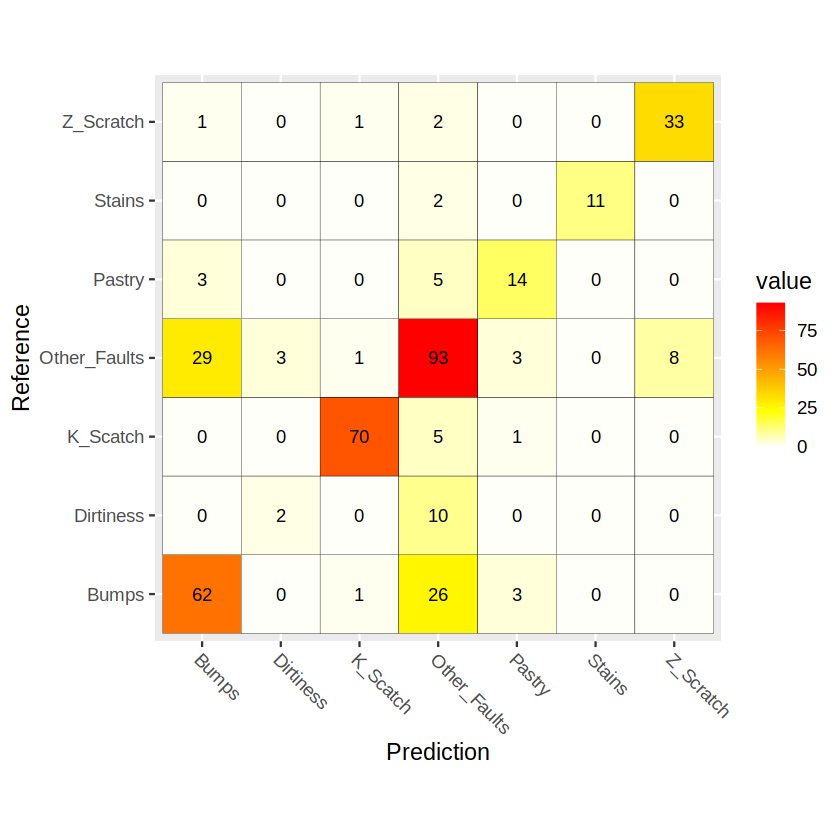 Z_Scratch 1 0 1 2 0 0 33
Stains 0 0 0 2 0 11 0
Pastry 3 0 0 5 14 0 0
Other_Faults 29 3 1 93 3 0 8
K_Scatch 0 0 70 5 1 0 0
Dirtiness 0 2 0 10 0 0 0
Bumps 62 0 1 26 3 0 0
Bumps Dirtiness K_Scatch Other_Faults Pastry Stains Z_Scratch
Prediction
Reference
value
75
50
25
0